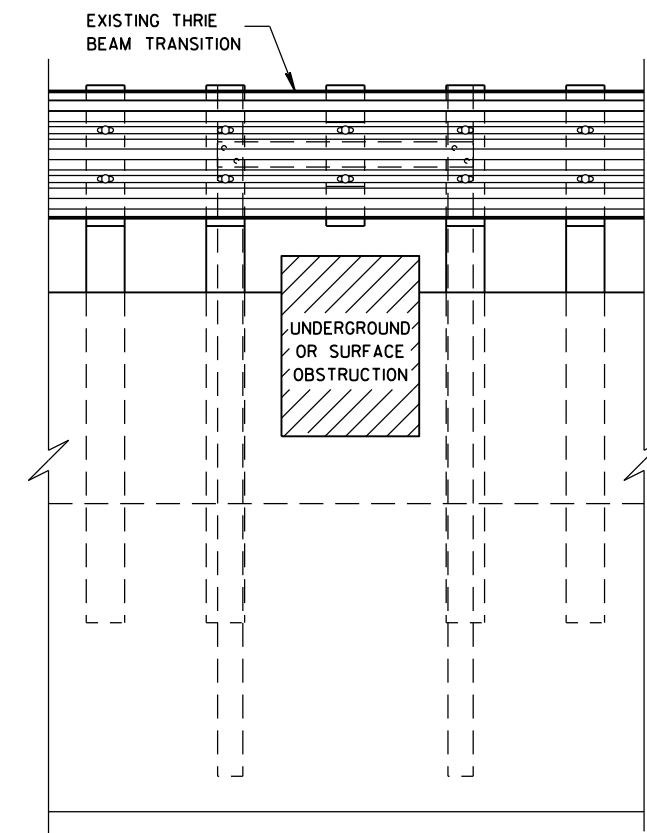 EXISTING THRIE
BEAM TRANSITION
UNDERGROUND
OR SURFACE
OBSTRUCTION